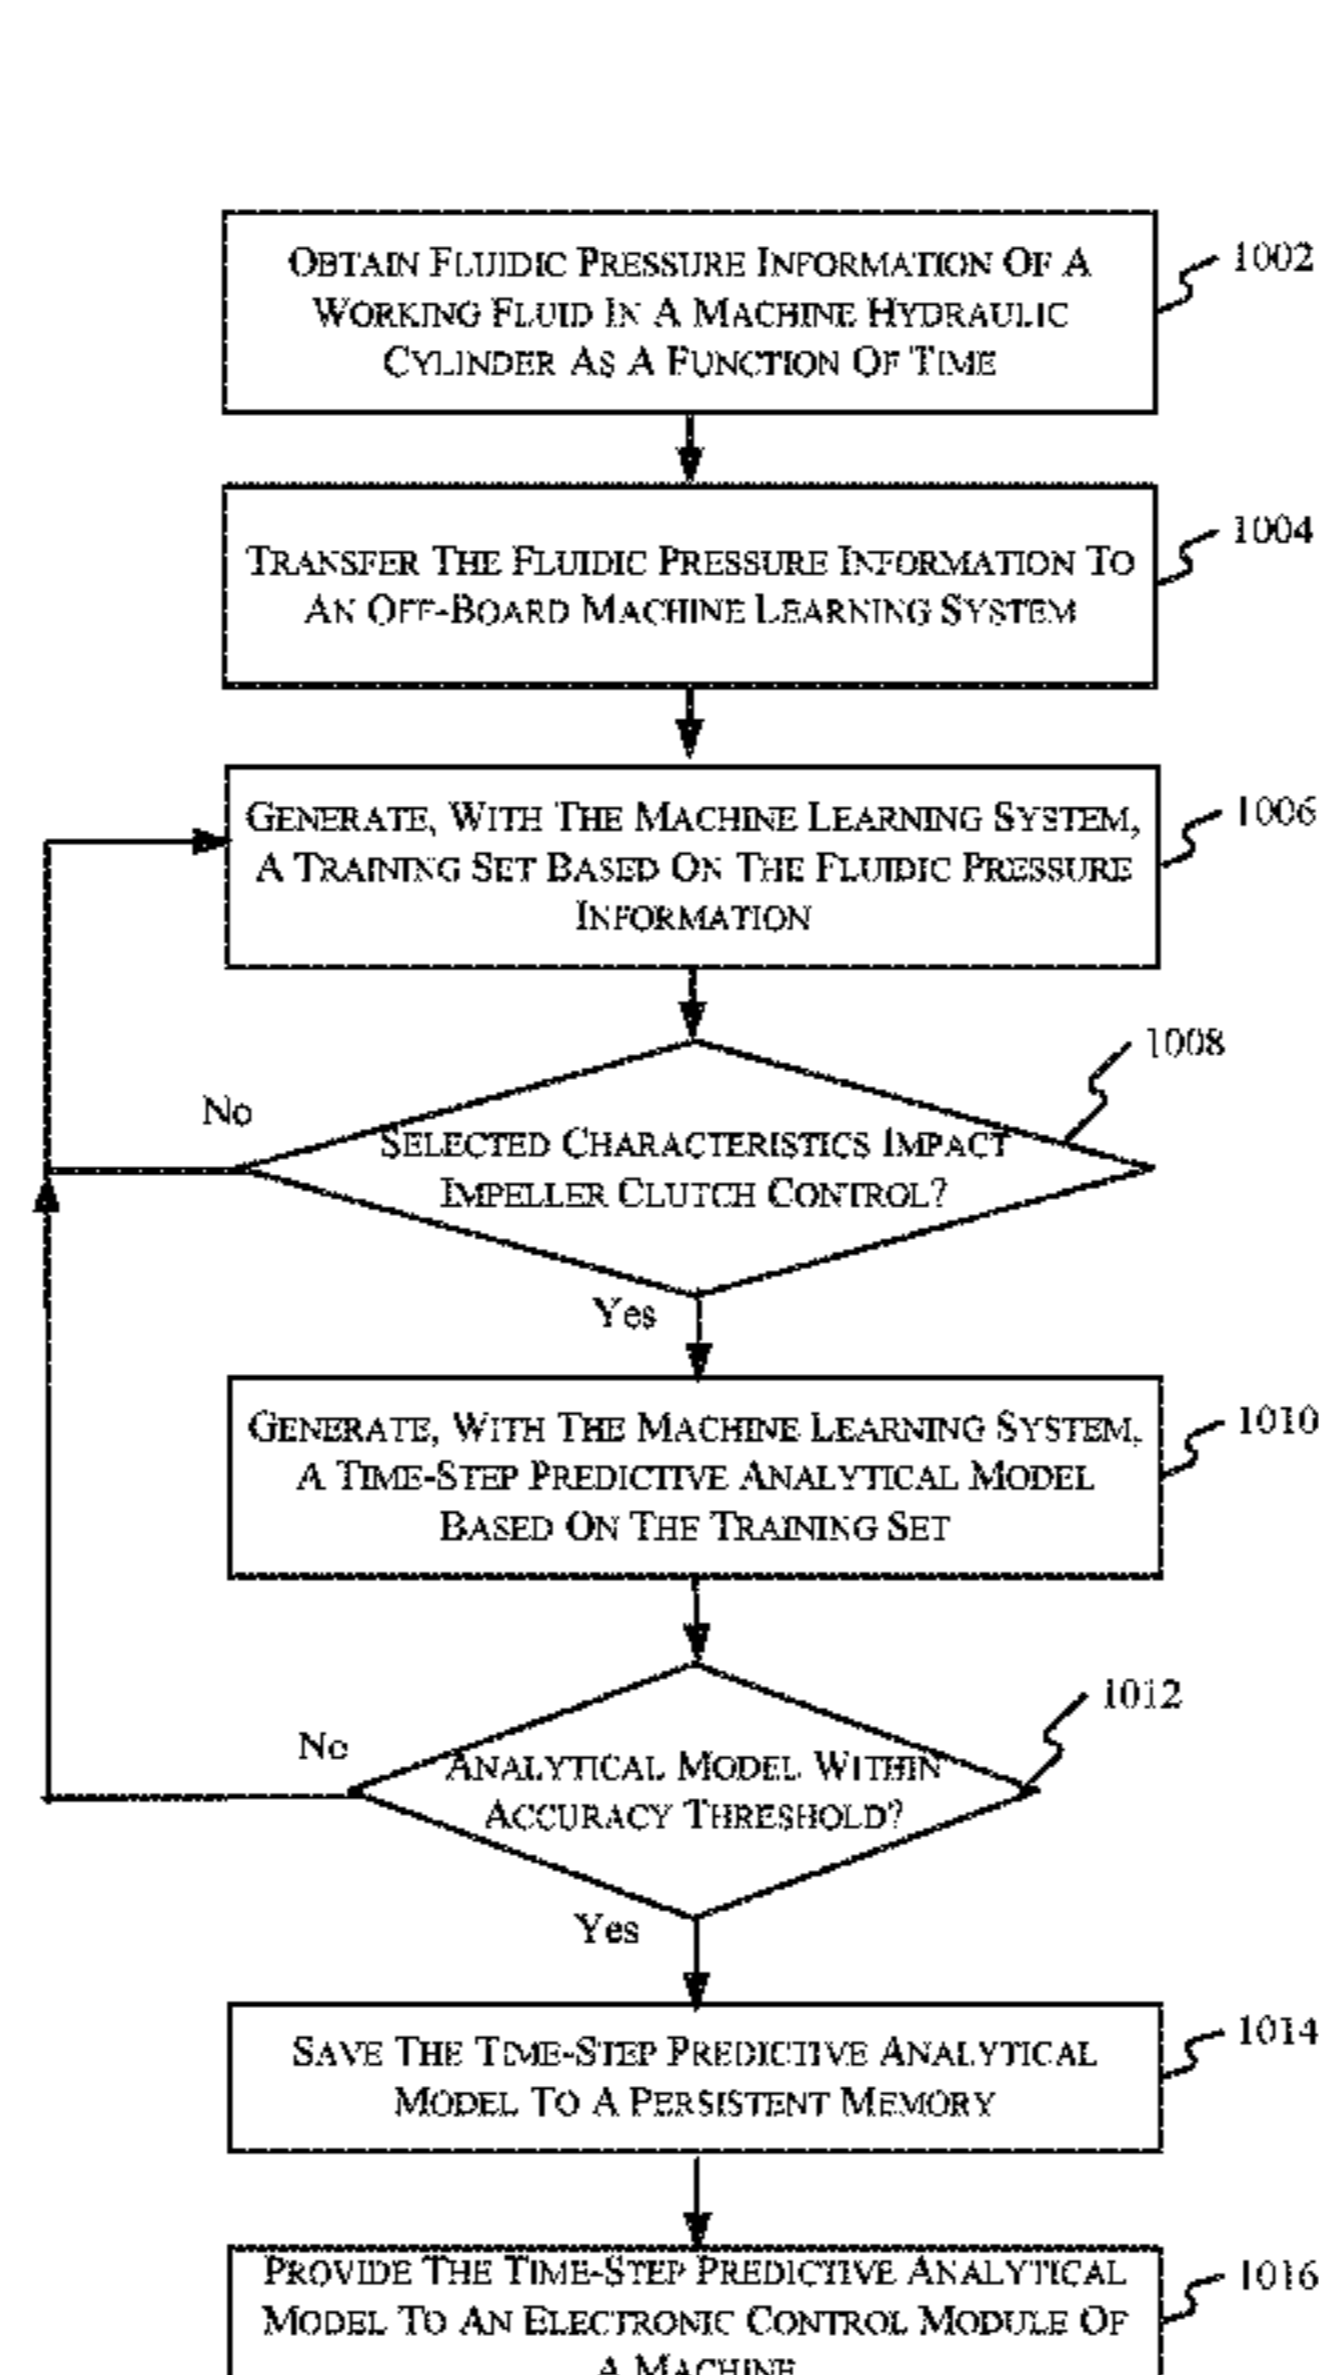 OBTAIN FLUIDIC PRESSURE INFORMATION OF A
WORKING FLUID IN A MACHINE HYDRAULIC
CYLINDER AS A FUNCTION OF TIME
1002
TRANSFER THE FLUIDIC PRESSURE INFORMATION TO
AN OFF-BOARD MACHINE LEARNING SYSTEM
1004
GENERATE, WITH THE MACHINE LEARNING SYSTEM,
A TRAINING SET BASED ON THE FLUIDIC PRESSURE
INFORMATION
1006
SELECTED CHARACTERISTICS IMPACT
IMPELLER CLUTCH CONTROL?
1008
No
Yes
GENERATE, WITH THE MACHINE LEARNING SYSTEM,
A TIME-STEP PREDICTIVE ANALYTICAL MODEL
BASED ON THE TRAINING SET
1010
ANALYTICAL MODEL WITHIN
ACCURACY THRESHOLD?
1012
No
Yes
SAVE THE TIME-STEP PREDICTIVE ANALYTICAL
MODEL TO A PERSISTENT MEMORY
1014
PROVIDE THE TIME-STEP PREDICTIVE ANALYTICAL
MODEL TO AN ELECTRONIC CONTROL MODULE OF
A MACHINE
1016